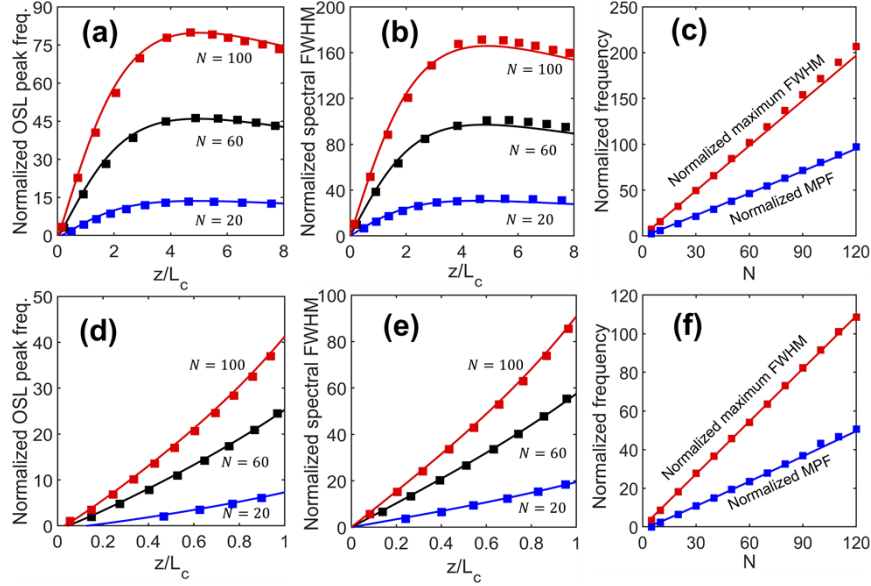 (a)
Normalized OSL peak freq.
90
75
60
45
30
15
0
N = 100
N = 60
N = 20
0 2 4 6 8
z/L_c
(b)
Normalized spectral FWHM
200
160
120
80
40
0
N = 100
N = 60
N = 20
0 2 4 6 8
z/L_c
(c)
Normalized frequency
250
200
150
100
50
0
Normalized maximum FWHM
Normalized MPF
0 30 60 90 120
N
(d)
Normalized OSL peak freq.
50
40
30
20
10
0
N = 100
N = 60
N = 20
0 0.2 0.4 0.6 0.8 1
z/L_c
(e)
Normalized spectral FWHM
100
80
60
40
20
0
N = 100
N = 60
N = 20
0 0.2 0.4 0.6 0.8 1
z/L_c
(f)
Normalized frequency
120
100
80
60
40
20
0
Normalized maximum FWHM
Normalized MPF
0 30 60 90 120
N